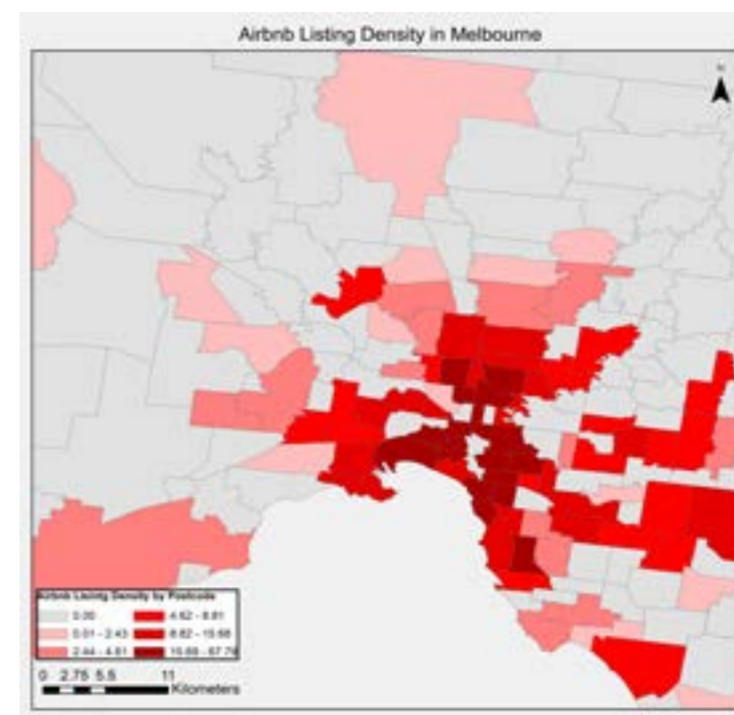 Airbnb Listing Density in Melbourne
N
Airbnb Listing Density by Postcode
0.00 4.62 - 8.81
0.01 - 2.43 8.82 - 15.68
2.44 - 4.61 15.69 - 67.79
0 2.75 5.5 11
Kilometers